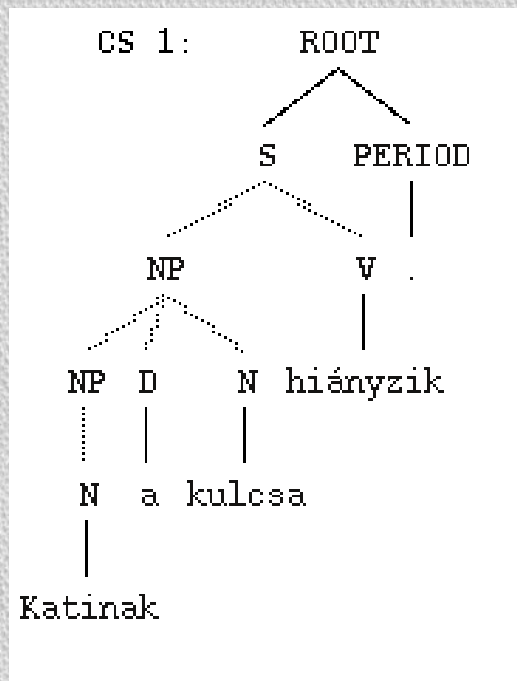 CS 1: ROOT
S PERIOD
NP V .
NP D N hiányzik
N a kulcsa
Katinak